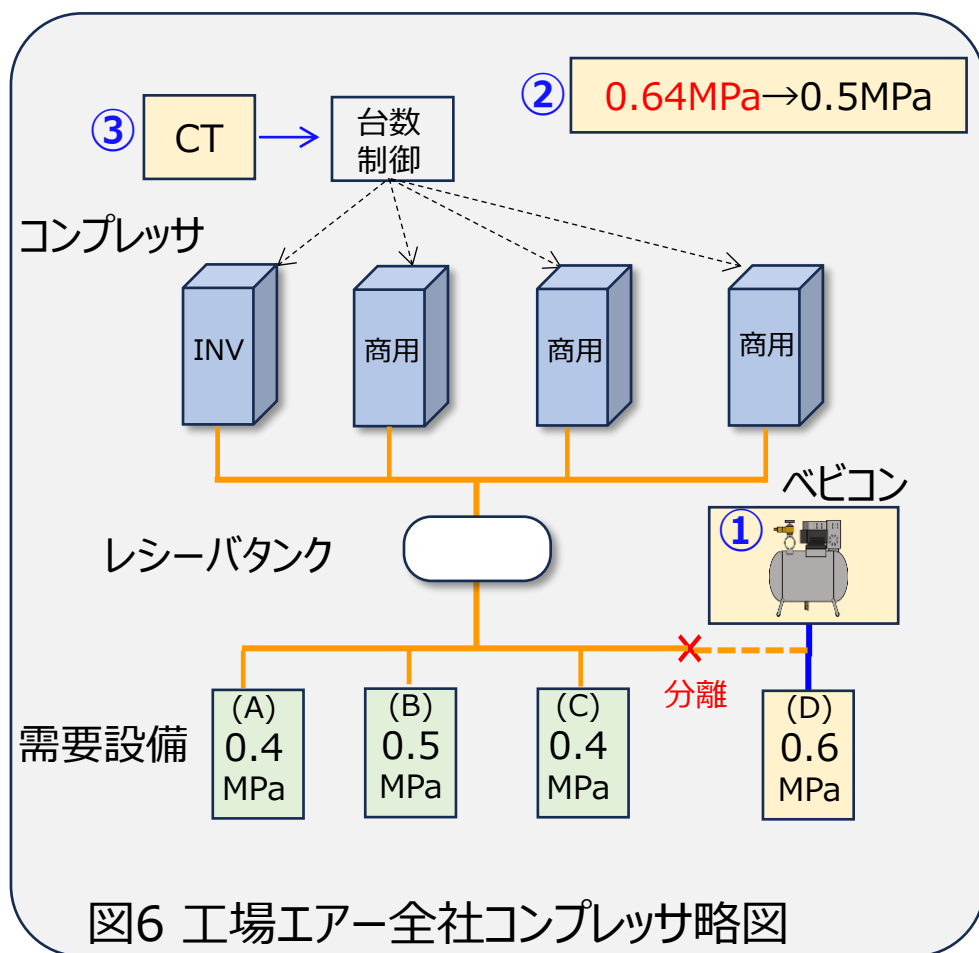 ② 0.64MPa→0.5MPa
③ CT
台数
制御
コンプレッサ
INV
商用
商用
商用
ベビコン
①
レシーバタンク
分離
需要設備
(A)
0.4
MPa
(B)
0.5
MPa
(C)
0.4
MPa
(D)
0.6
MPa
図6 工場エアー全社コンプレッサ略図